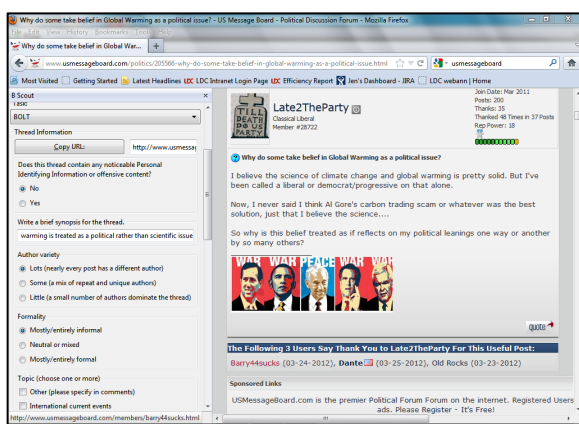 Why do some take belief in Global Warming as a political issue? - US Message Board - Political Discussion Forum - Mozilla Firefox
File Edit View History Bookmarks Tools Help
Why do some take belief in Global War...
www.usmessageboard.com/politics/205566-why-do-some-take-belief-in-global-warming-as-a-political-issue.html
usmessageboard
Most Visited Getting Started Latest Headlines LDC Intranet Login Page LDC Efficiency Report Jen's Dashboard - JIRA LDC webann | Home
B Scout
Task:
BOLT
Thread Information
Copy URL:
http://www.usmessag
Does this thread contain any noticeable Personal
Identifying Information or offensive content?
No
Yes
Write a brief synopsis for the thread.
warming is treated as a political rather than scientific issue
Author variety
Lots (nearly every post has a different author)
Some (a mix of repeat and unique authors)
Little (a small number of authors dominate the thread)
Formality
Mostly/entirely informal
Neutral or mixed
Mostly/entirely formal
Topic (choose one or more)
Other (please specify in comments)
International current events
http://www.usmessageboard.com/members/barry44sucks.html
TILL
DEATH
DO US
PARTY
Late2TheParty
Classical Liberal
Member #28722
Join Date: Mar 2011
Posts: 200
Thanks: 35
Thanked 48 Times in 37 Posts
Rep Power: 18
Why do some take belief in Global Warming as a political issue?
I believe the science of climate change and global warming is pretty solid. But I've
been called a liberal or democrat/progressive on that alone.
Now, I never said I think Al Gore's carbon trading scam or whatever was the best
solution, just that I believe the science....
So why is this belief treated as if reflects on my political leanings one way or another
by so many others?
WAR WAR PEACE WAR WAR
quote
The Following 3 Users Say Thank You to Late2TheParty For This Useful Post:
Barry44sucks (03-24-2012), Dante (03-25-2012), Old Rocks (03-23-2012)
Sponsored Links
USMessageBoard.com is the premier Political Forum Forum on the internet. Registered Users
ads. Please Register - It's Free!